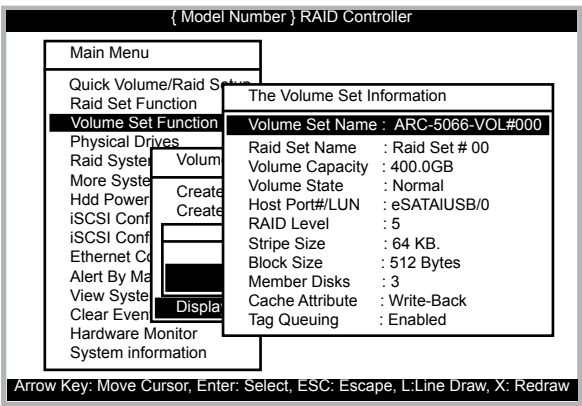 { Model Number } RAID Controller
Main Menu
Quick Volume/Raid Setup
Raid Set Function
Volume Set Function
Physical Drives
Raid System
More System
Hdd Power
iSCSI Conf
iSCSI Conf
Ethernet Co
Alert By Ma
View Syste
Clear Even
Hardware Monitor
System information
Volum
Create
Create
Displa
The Volume Set Information
Volume Set Name : ARC-5066-VOL#000
Raid Set Name : Raid Set # 00
Volume Capacity : 400.0GB
Volume State : Normal
Host Port#/LUN : eSATAIUSB/0
RAID Level : 5
Stripe Size : 64 KB.
Block Size : 512 Bytes
Member Disks : 3
Cache Attribute : Write-Back
Tag Queuing : Enabled
Arrow Key: Move Cursor, Enter: Select, ESC: Escape, L:Line Draw, X: Redraw